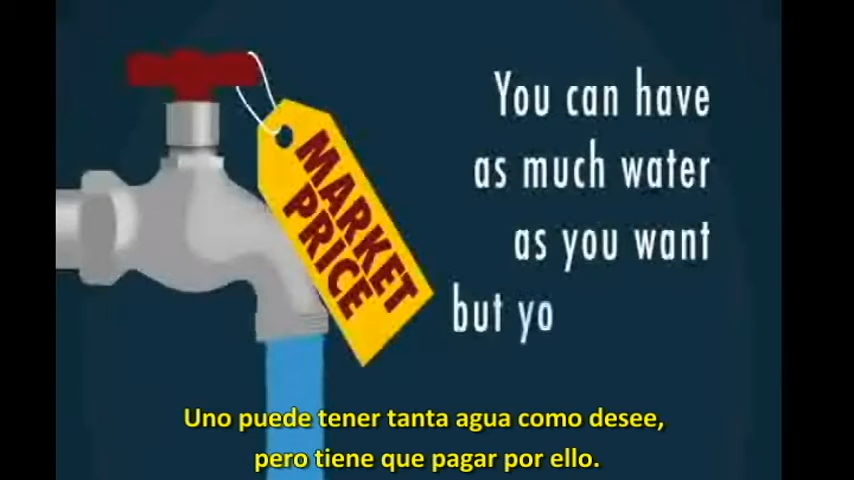 MARKET
PRICE
You can have
as much water
as you want
but yo
Uno puede tener tanta agua como desee,
pero tiene que pagar por ello.